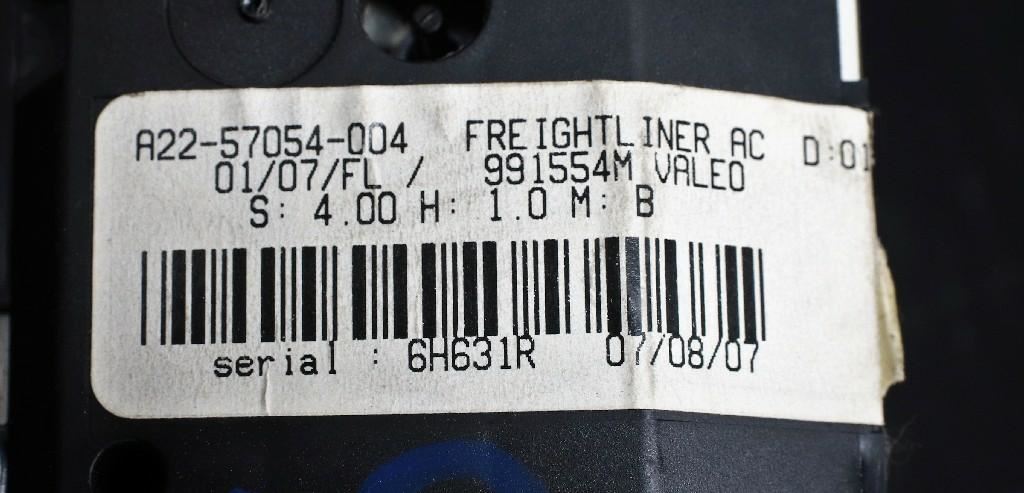 A22-57054-004 FREIGHTLINER AC D:01
01/07/FL / 991554M VALEO
S: 4.00 H: 1.0 M: B
serial : 6H631R 07/08/07